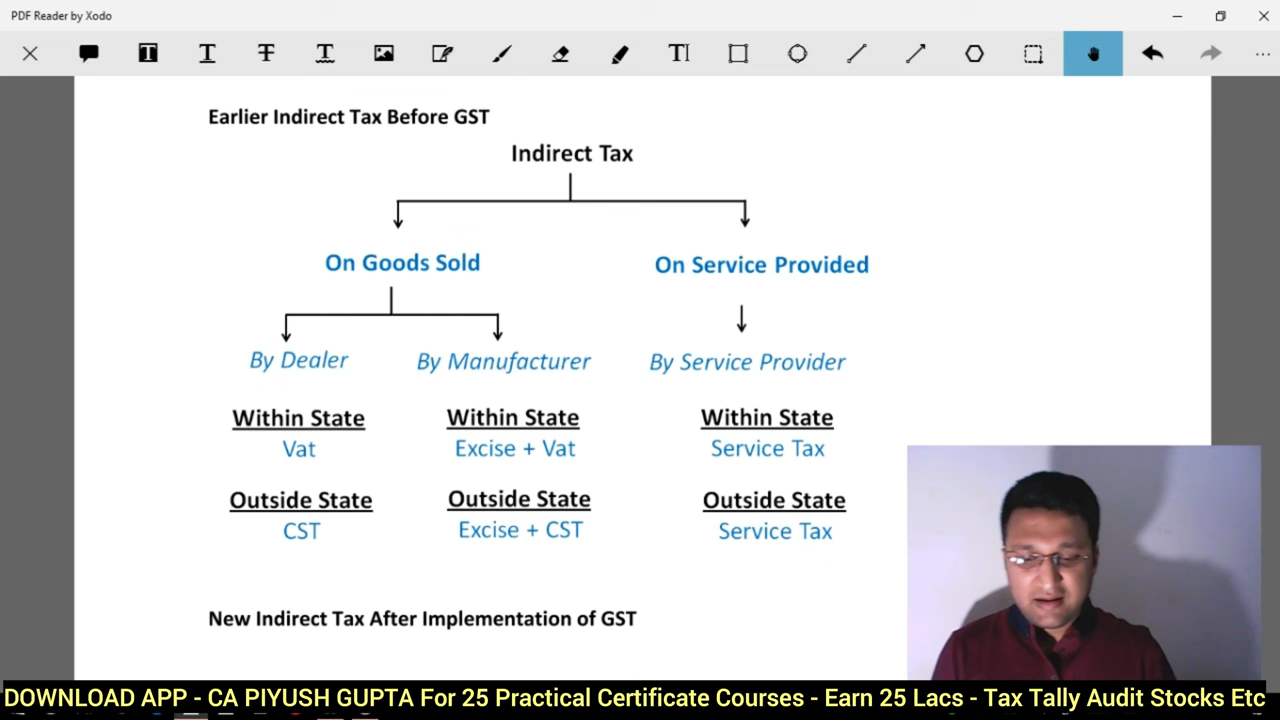 PDF Reader by Xodo
Earlier Indirect Tax Before GST
Indirect Tax
On Goods Sold
On Service Provided
By Dealer
By Manufacturer
By Service Provider
Within State
Within State
Within State
Vat
Excise + Vat
Service Tax
Outside State
Outside State
Outside State
CST
Excise + CST
Service Tax
New Indirect Tax After Implementation of GST
DOWNLOAD APP - CA PIYUSH GUPTA For 25 Practical Certificate Courses - Earn 25 Lacs - Tax Tally Audit Stocks Etc